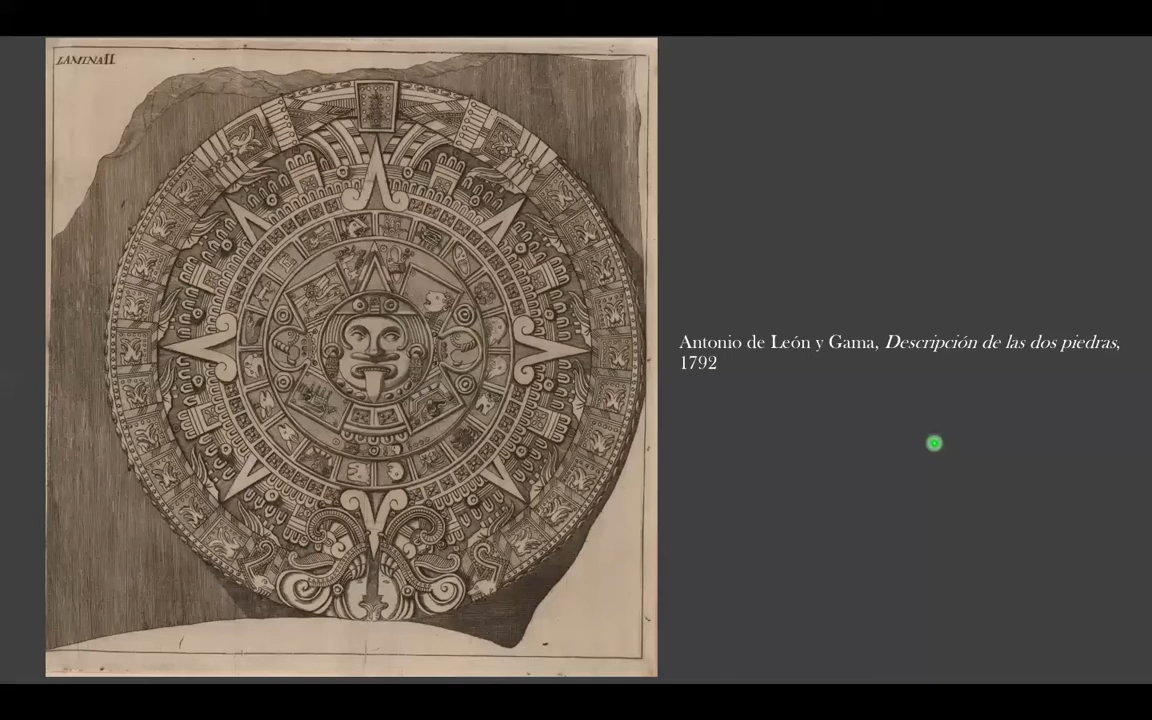 LAMINA II.
Antonio de León y Gama, Descripción de las dos piedras,
1792